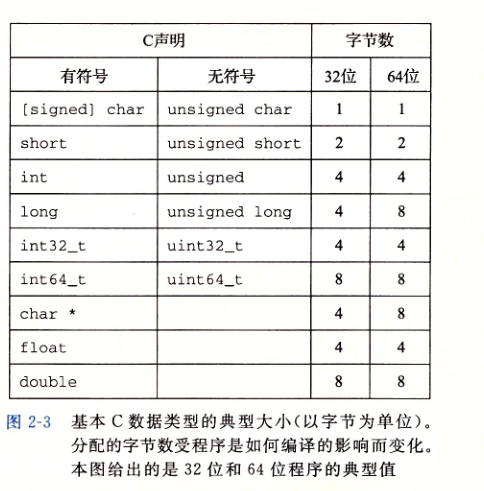 C声明 字节数
有符号 无符号 32位 64位
[signed] char unsigned char 1 1
short unsigned short 2 2
int unsigned 4 4
long unsigned long 4 8
int32_t uint32_t 4 4
int64_t uint64_t 8 8
char * 4 8
float 4 4
double 8 8
图 2-3 基本 C 数据类型的典型大小(以字节为单位)。
分配的字节数受程序是如何编译的影响而变化。
本图给出的是 32 位和 64 位程序的典型值